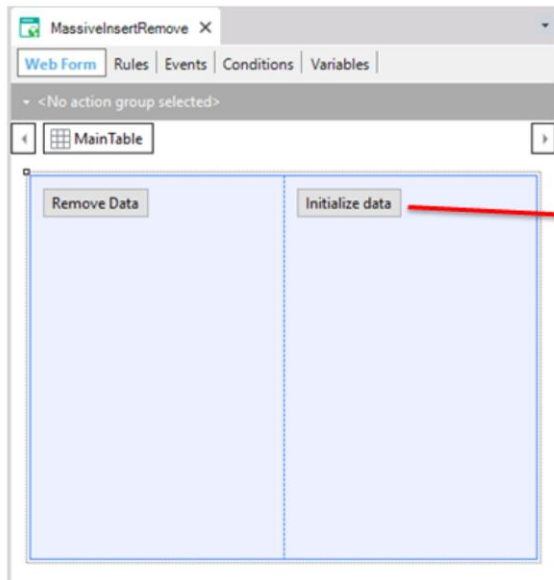 MassiveInsertRemove X
Web Form Rules Events Conditions Variables
<No action group selected>
MainTable
Remove Data Initialize data